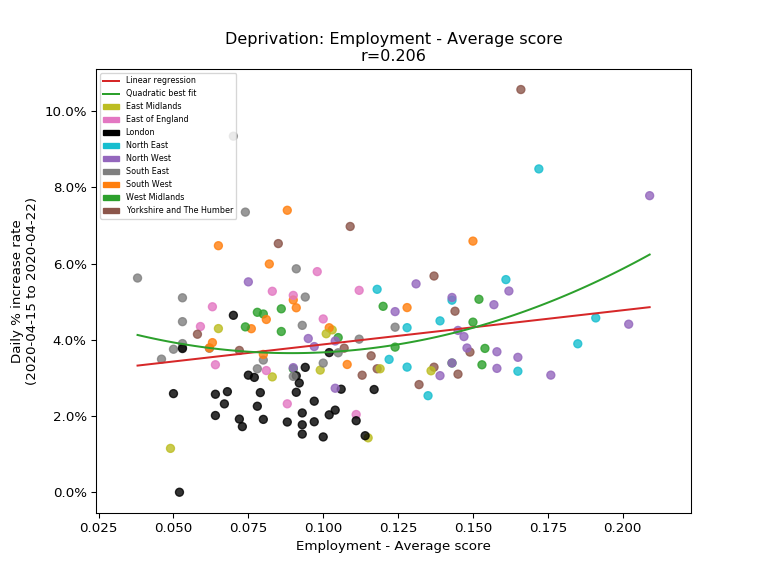 Deprivation: Employment - Average score
r=0.206
Linear regression
Quadratic best fit
East Midlands
East of England
London
North East
North West
South East
South West
West Midlands
Yorkshire and The Humber
10.0%
8.0%
6.0%
4.0%
2.0%
0.0%
Daily % increase rate
(2020-04-15 to 2020-04-22)
0.025
0.050
0.075
0.100
0.125
0.150
0.175
0.200
Employment - Average score